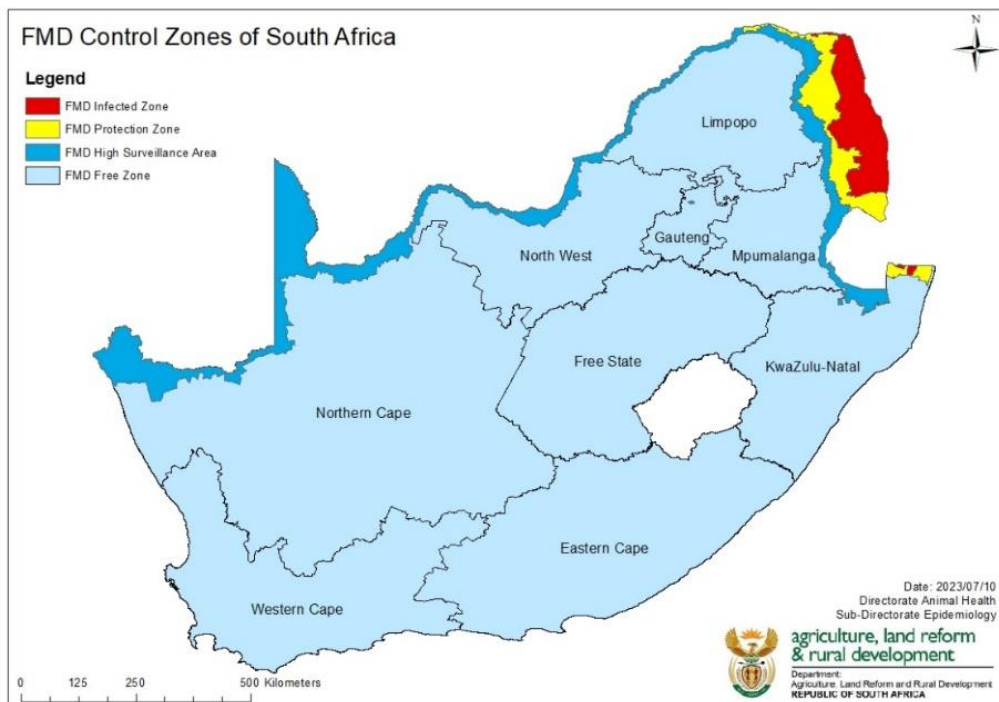 FMD Control Zones of South Africa
N
Legend
FMD Infected Zone
FMD Protection Zone
FMD High Surveillance Area
FMD Free Zone
Limpopo
North West
Gauteng
Mpumalanga
Free State
KwaZulu-Natal
Northern Cape
Eastern Cape
Western Cape
Date: 2023/07/10
Directorate Animal Health
Sub-Directorate Epidemiology
agriculture, land reform
& rural development
Department:
Agriculture, Land Reform and Rural Development
REPUBLIC OF SOUTH AFRICA
0 125 250 500 Kilometers